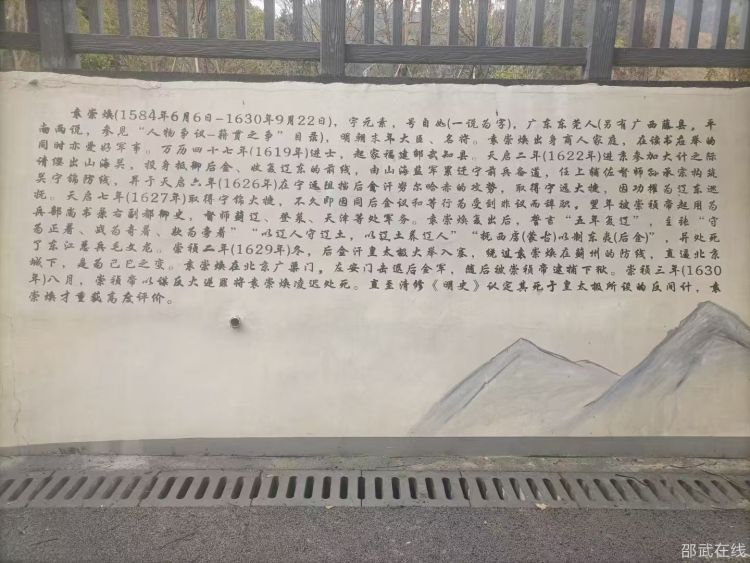 袁崇焕(1584年6月6日-1630年9月22日)，字元素，号自如(一说为字)，广东东莞人(另有广西藤县，平
南两说，参见“人物争议-籍贯之争”目录)，明朝末年大臣、名将。袁崇焕出身商人家庭，在读书应举的
同时亦爱好军事。万历四十七年(1619年)进士，起家福建邵武知县。天启二年(1622年)进京参加大计之际
请缨出山海关，投身抵御后金、收复辽东的前线，由山海监军累迁宁前兵备道，任上辅佐督师孙承宗构筑
关宁锦防线，并于天启六年(1626年)在宁远阻挡后金汗努尔哈赤的攻势，取得宁远大捷，因功擢为辽东巡
抚。天启七年(1627年)取得宁锦大捷，不久即因同后金议和等行为受到非议而辞职。翌年被崇祯帝起用为
兵部尚书兼右副都御史，督师蓟辽、登莱、天津等处军务。袁崇焕复出后，誓言“五年复辽”，主张“守
为正着、战为奇着、款为旁着”“以辽人守辽土，以辽土养辽人”“抚西虏(蒙古)以制东夷(后金)”，并处死
了东江总兵毛文龙。崇祯二年(1629年)冬，后金汗皇太极大举入塞，绕过袁崇焕在蓟州的防线，直逼北京
城下，是为己巳之变。袁崇焕在北京广渠门、左安门击退后金军，随后被崇祯帝逮捕下狱。崇祯三年(1630
年)八月，崇祯帝以谋反大逆罪将袁崇焕凌迟处死。直至清修《明史》认定其死于皇太极所设的反间计，袁
崇焕才重获高度评价。
邵武在线